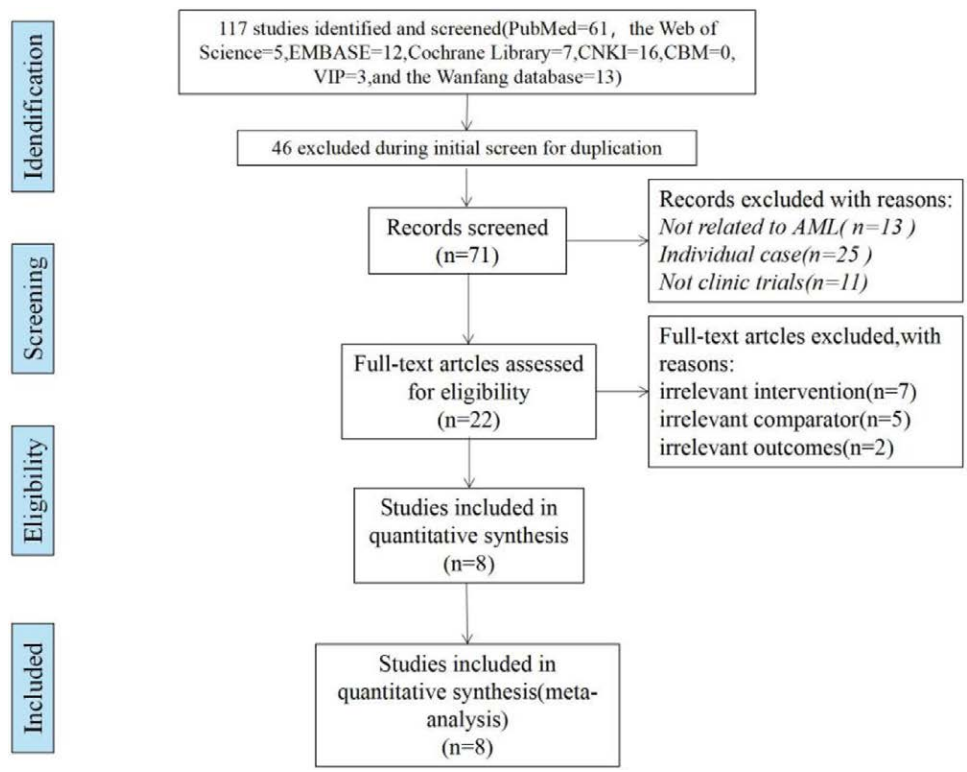 Idendification
117 studies identified and screened(PubMed=61, the Web of
Science=5,EMBASE=12,Cochrane Library=7,CNKI=16,CBM=0,
VIP=3,and the Wanfang database=13)
46 excluded during initial screen for duplication
Records screened
(n=71)
Records excluded with reasons:
Not related to AML( n=13 )
Individual case(n=25 )
Not clinic trials(n=11)
Screening
Full-text artcles assessed
for eligibility
(n=22)
Full-text artcles excluded,with
reasons:
irrelevant intervention(n=7)
irrelevant comparator(n=5)
irrelevant outcomes(n=2)
Eligibility
Studies included in
quantitative synthesis
(n=8)
Included
Studies included in
quantitative synthesis(meta-
analysis)
(n=8)